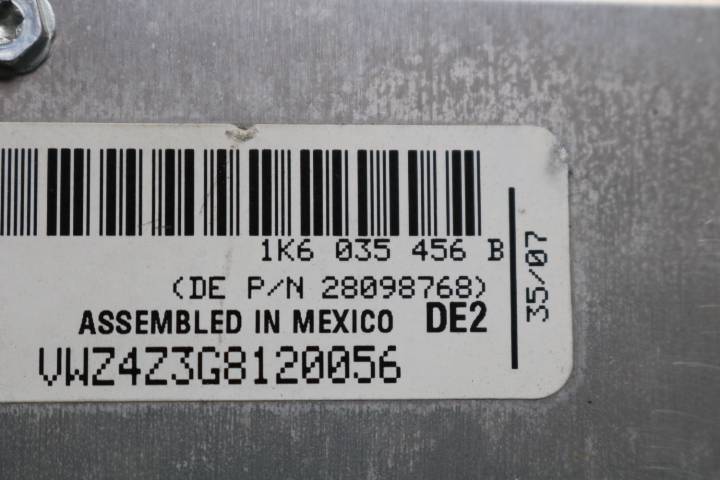 1K6 035 456 B
(DE P/N 28098768)
ASSEMBLED IN MEXICO DE2
VWZ4Z3G8120056
35/07